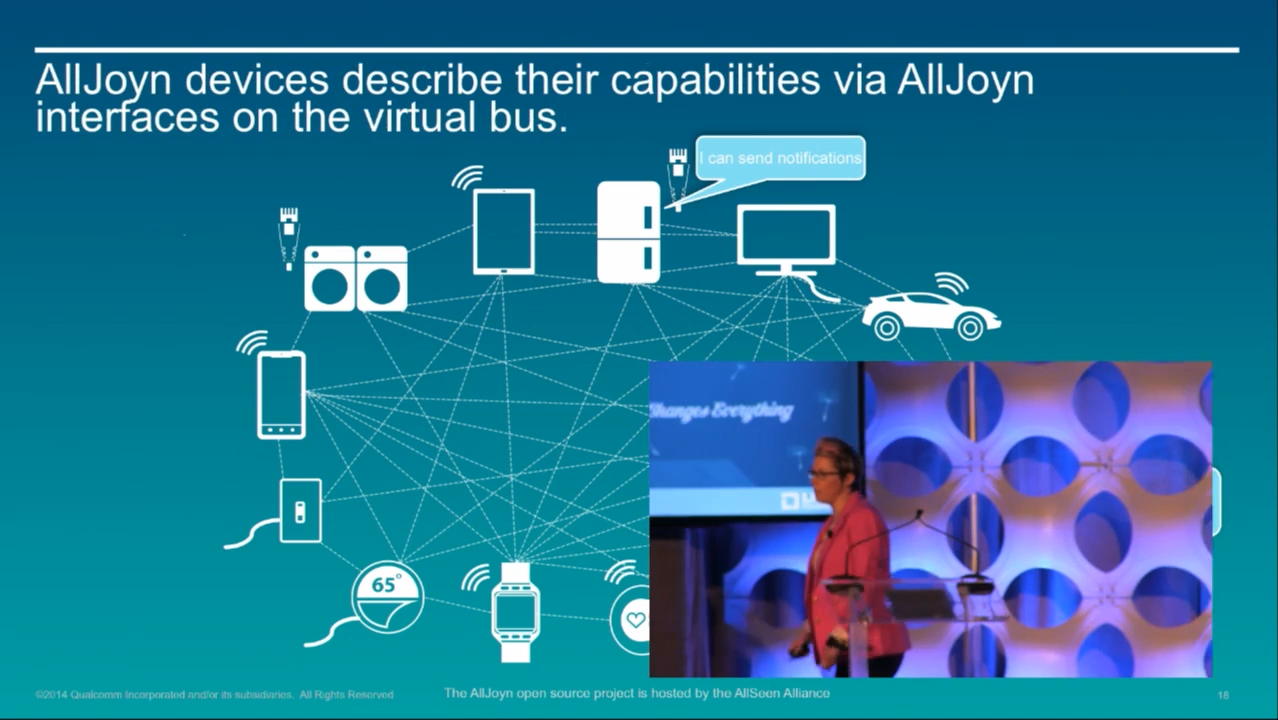 AllJoyn devices describe their capabilities via AllJoyn
interfaces on the virtual bus.
I can send notifications
Changes Everything
65°
©2014 Qualcomm Incorporated and/or its subsidiaries. All Rights Reserved
The AllJoyn open source project is hosted by the AllSeen Alliance
18